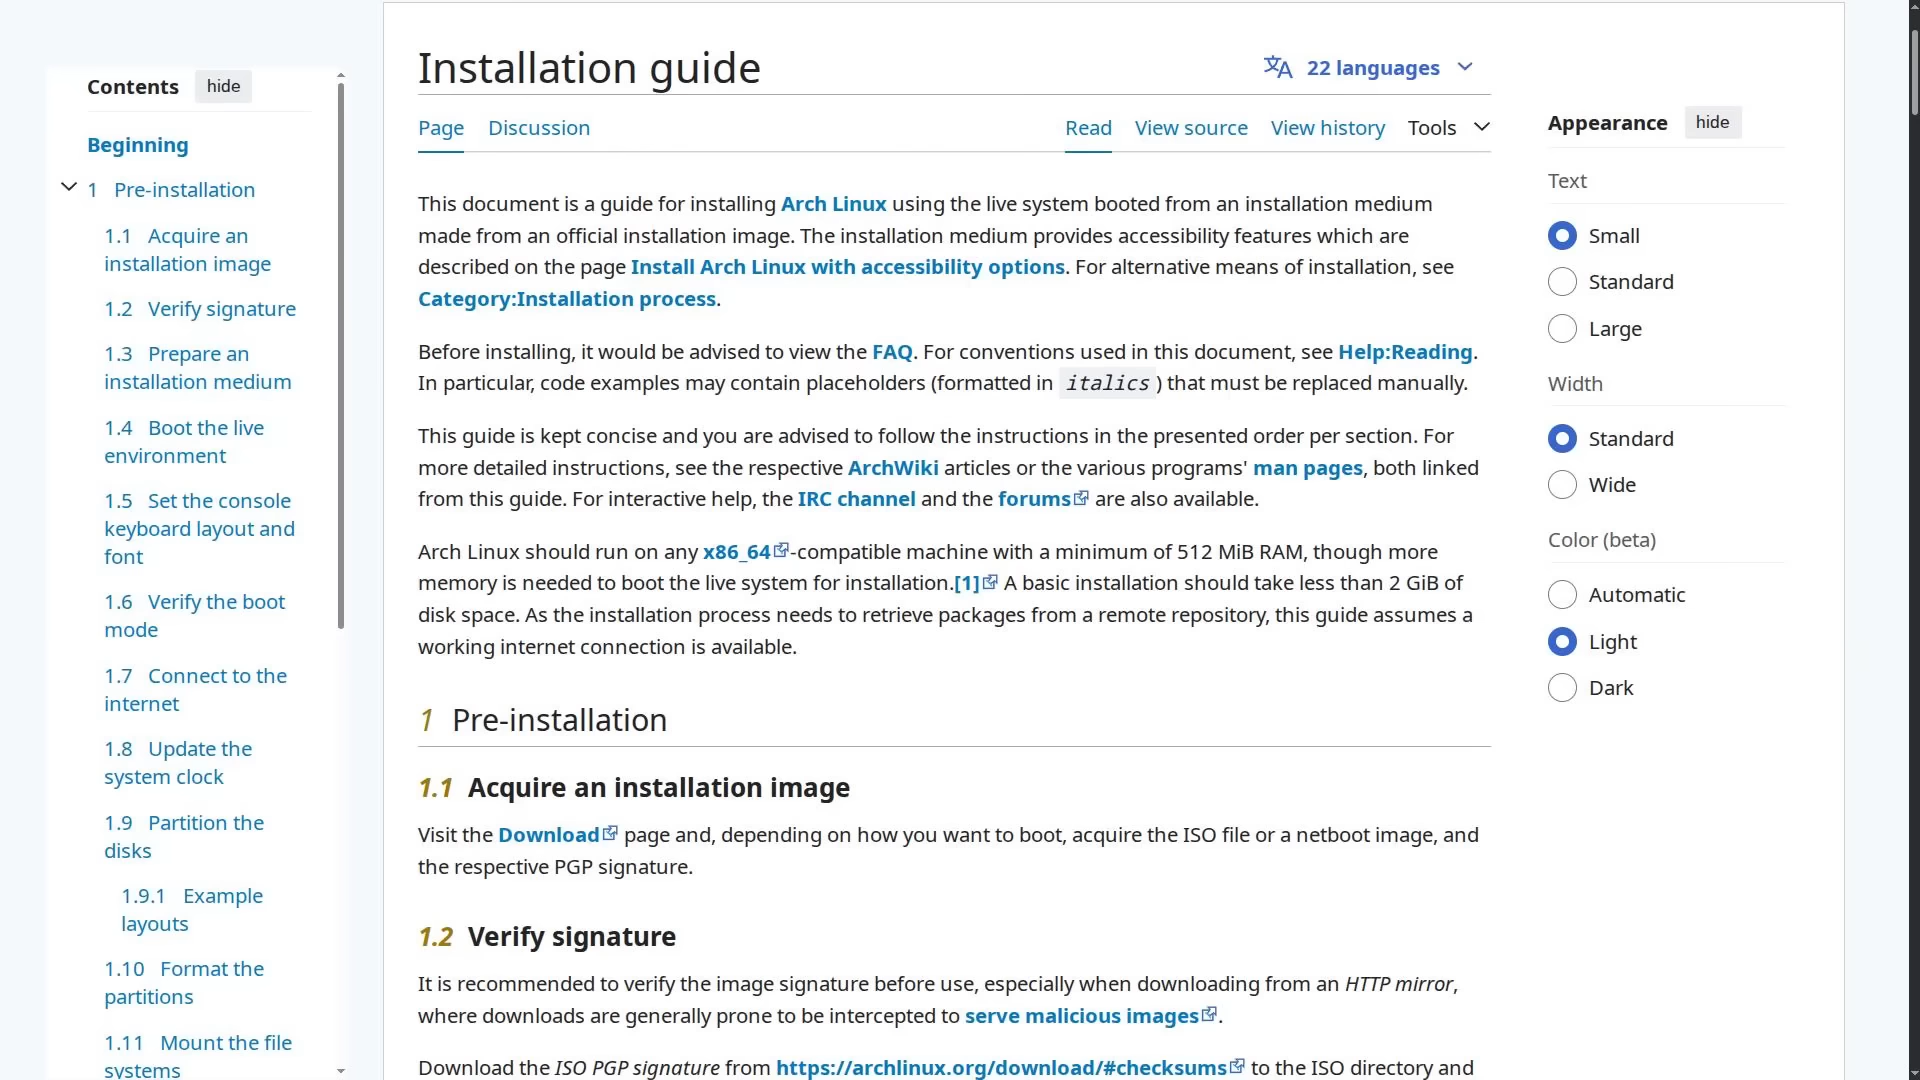 Contents hide
Beginning
1 Pre-installation
1.1 Acquire an
installation image
1.2 Verify signature
1.3 Prepare an
installation medium
1.4 Boot the live
environment
1.5 Set the console
keyboard layout and
font
1.6 Verify the boot
mode
1.7 Connect to the
internet
1.8 Update the
system clock
1.9 Partition the
disks
1.9.1 Example
layouts
1.10 Format the
partitions
1.11 Mount the file
systems
Installation guide
22 languages
Page Discussion
Read View source View history Tools
This document is a guide for installing Arch Linux using the live system booted from an installation medium
made from an official installation image. The installation medium provides accessibility features which are
described on the page Install Arch Linux with accessibility options. For alternative means of installation, see
Category:Installation process.
Before installing, it would be advised to view the FAQ. For conventions used in this document, see Help:Reading.
In particular, code examples may contain placeholders (formatted in italics) that must be replaced manually.
This guide is kept concise and you are advised to follow the instructions in the presented order per section. For
more detailed instructions, see the respective ArchWiki articles or the various programs' man pages, both linked
from this guide. For interactive help, the IRC channel and the forums are also available.
Arch Linux should run on any x86_64-compatible machine with a minimum of 512 MiB RAM, though more
memory is needed to boot the live system for installation.[1] A basic installation should take less than 2 GiB of
disk space. As the installation process needs to retrieve packages from a remote repository, this guide assumes a
working internet connection is available.
1 Pre-installation
1.1 Acquire an installation image
Visit the Download page and, depending on how you want to boot, acquire the ISO file or a netboot image, and
the respective PGP signature.
1.2 Verify signature
It is recommended to verify the image signature before use, especially when downloading from an HTTP mirror,
where downloads are generally prone to be intercepted to serve malicious images.
Download the ISO PGP signature from https://archlinux.org/download/#checksums to the ISO directory and
Appearance hide
Text
Small
Standard
Large
Width
Standard
Wide
Color (beta)
Automatic
Light
Dark